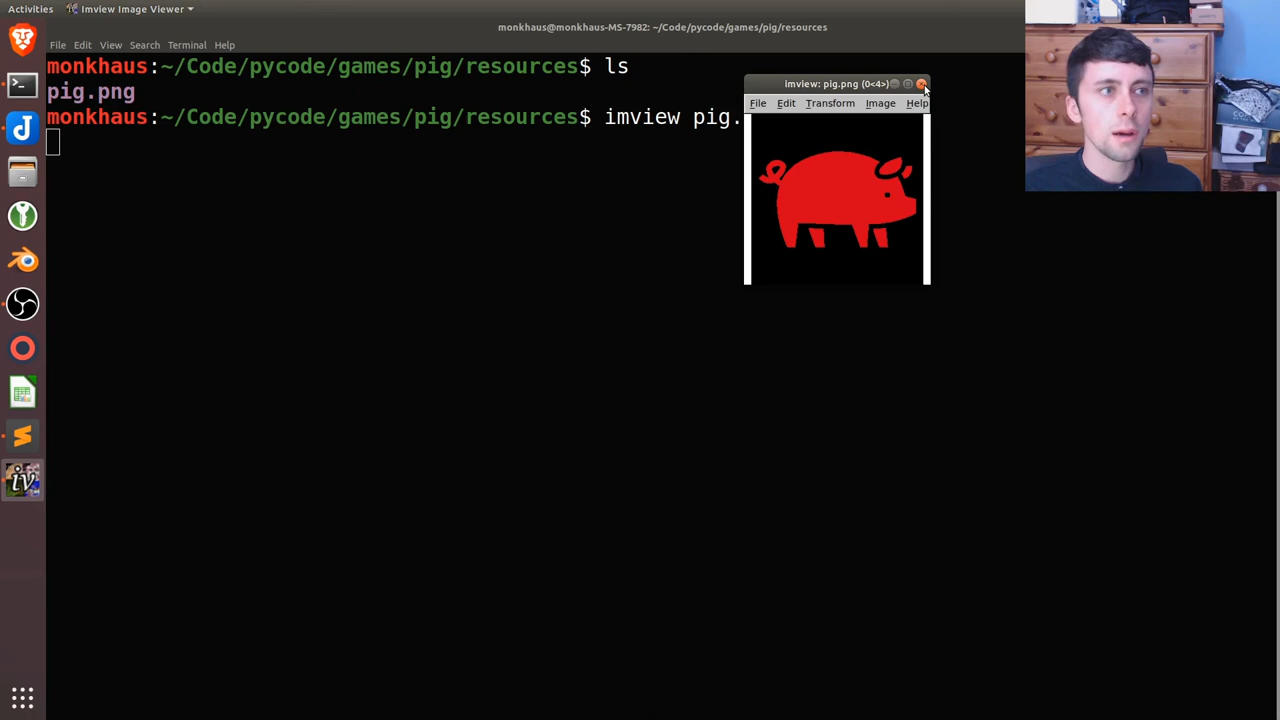 Activities
Imview Image Viewer
monkhaus@monkhaus-MS-7982: ~/Code/pycode/games/pig/resources
File Edit View Search Terminal Help
monkhaus:~/Code/pycode/games/pig/resources$ ls
pig.png
monkhaus:~/Code/pycode/games/pig/resources$ imview pig.
imview: pig.png (0<4>)
File Edit Transform Image Help
iv